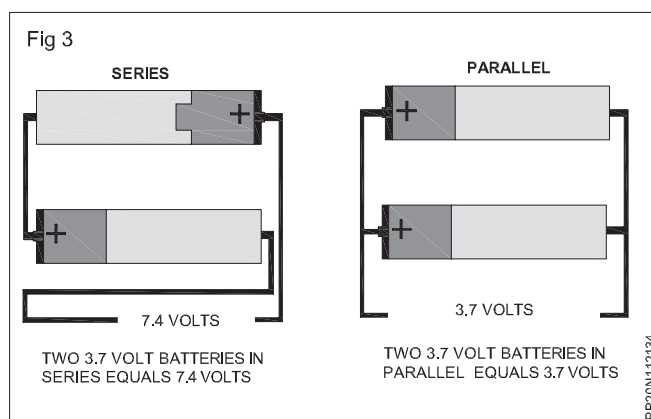 Fig 3
SERIES
+
+
7.4 VOLTS
TWO 3.7 VOLT BATTERIES IN
SERIES EQUALS 7.4 VOLTS
PARALLEL
+
+
3.7 VOLTS
TWO 3.7 VOLT BATTERIES IN
PARALLEL EQUALS 3.7 VOLTS